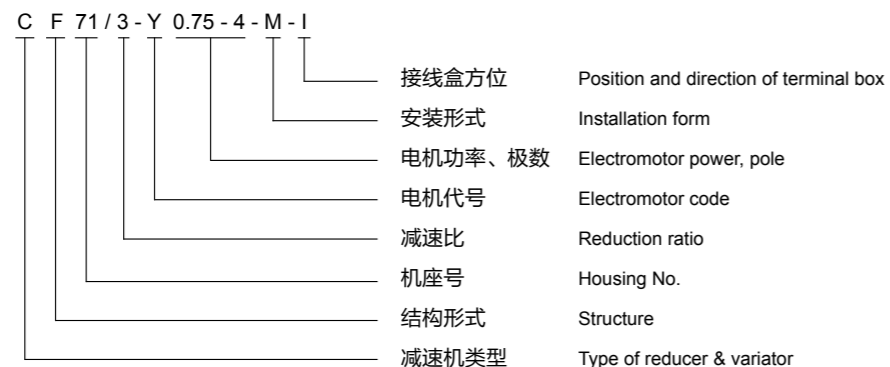 C F 71 / 3 - Y 0.75 - 4 - M - I
接线盒方位 Position and direction of terminal box
安装形式 Installation form
电机功率、极数 Electromotor power, pole
电机代号 Electromotor code
减速比 Reduction ratio
机座号 Housing No.
结构形式 Structure
减速机类型 Type of reducer & variator